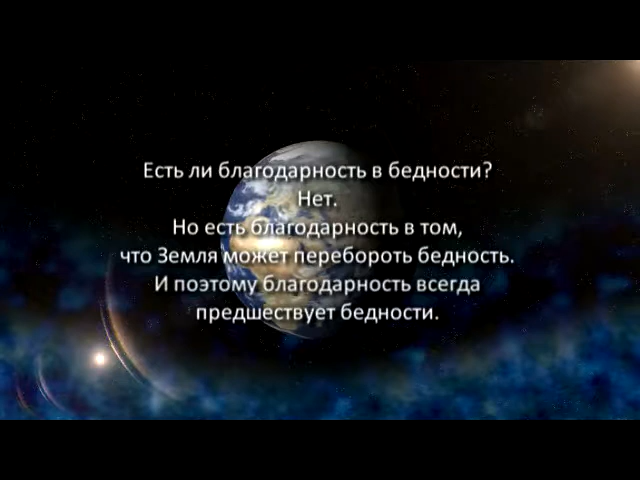 Есть ли благодарность в бедности?
Нет.
Но есть благодарность в том,
что Земля может перебороть бедность.
И поэтому благодарность всегда
предшествует бедности.